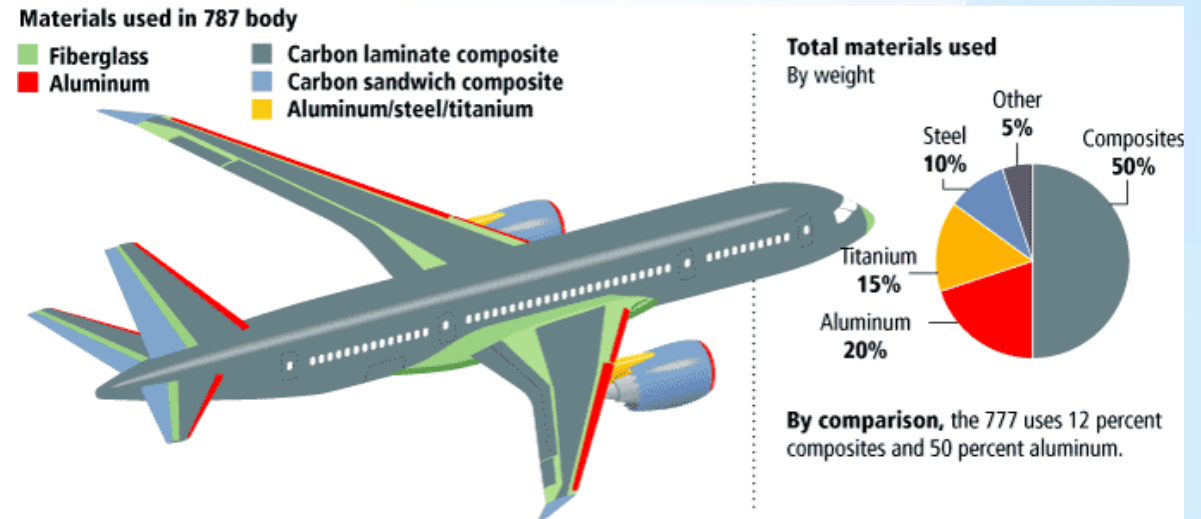 Materials used in 787 body
Fiberglass
Aluminum
Carbon laminate composite
Carbon sandwich composite
Aluminum/steel/titanium
Total materials used
By weight
Other
5%
Composites
50%
Steel
10%
Titanium
15%
Aluminum
20%
By comparison, the 777 uses 12 percent
composites and 50 percent aluminum.